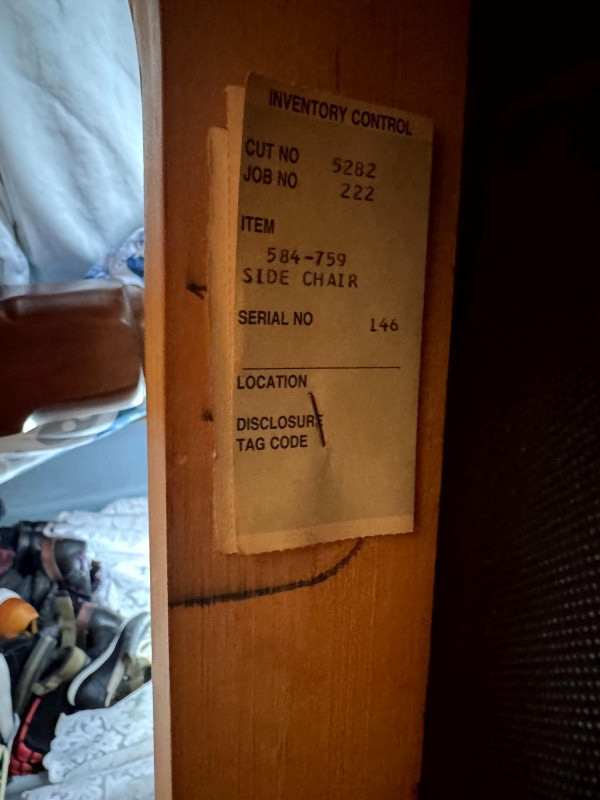 INVENTORY CONTROL
CUT NO 5282
JOB NO 222
ITEM
584-759
SIDE CHAIR
SERIAL NO 146
LOCATION
DISCLOSURE
TAG CODE